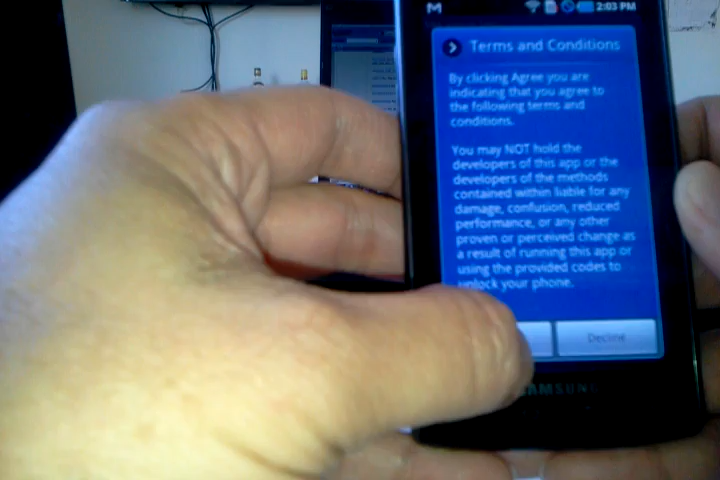 2:03 PM
Terms and Conditions
By clicking Agree you are
indicating that you agree to
the following terms and
conditions.
You may NOT hold the
developers of this app or the
developers of the methods
contained within liable for any
damage, confusion, reduced
performance, or any other
proven or perceived change as
a result of running this app or
using the provided codes to
unlock your phone.
Decline
SAMSUNG